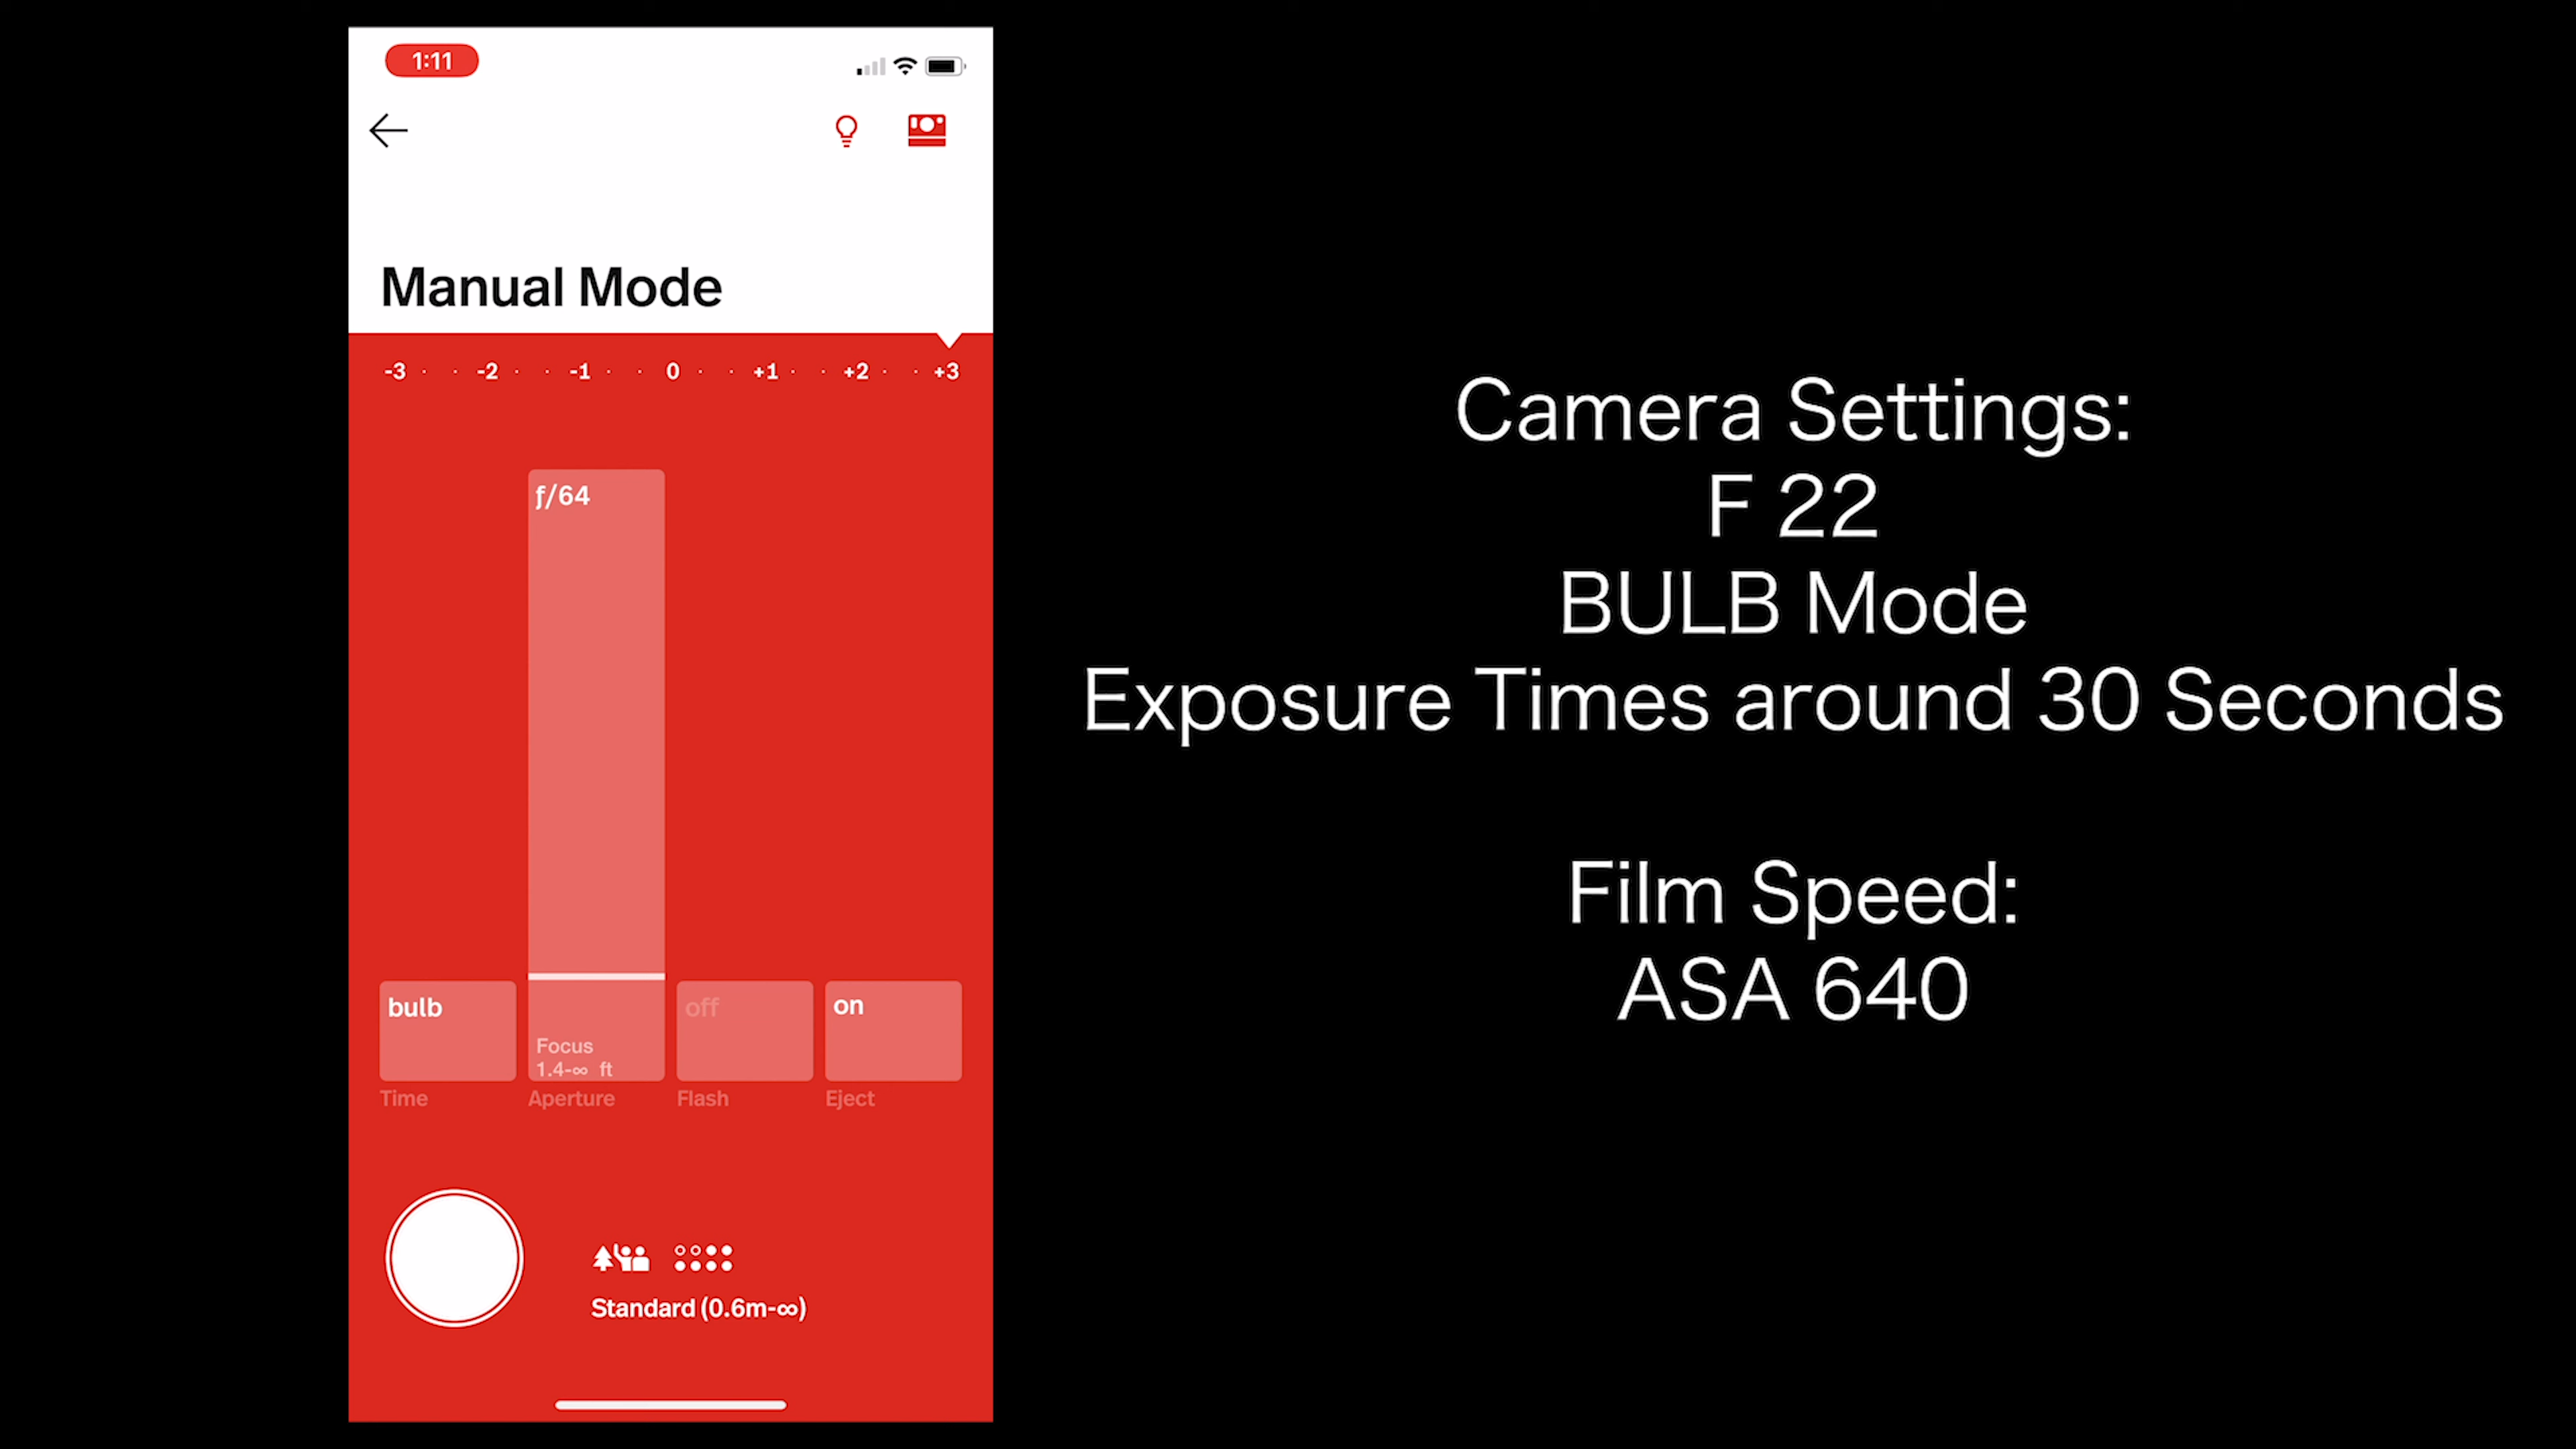 1:11
Manual Mode
-3 · · -2 · · -1 · · 0 · · +1 · · +2 · · +3
ƒ/64
bulb
off
on
Focus
1.4-∞ ft
Time
Aperture
Flash
Eject
Standard (0.6m-∞)
Camera Settings:
F 22
BULB Mode
Exposure Times around 30 Seconds
Film Speed:
ASA 640